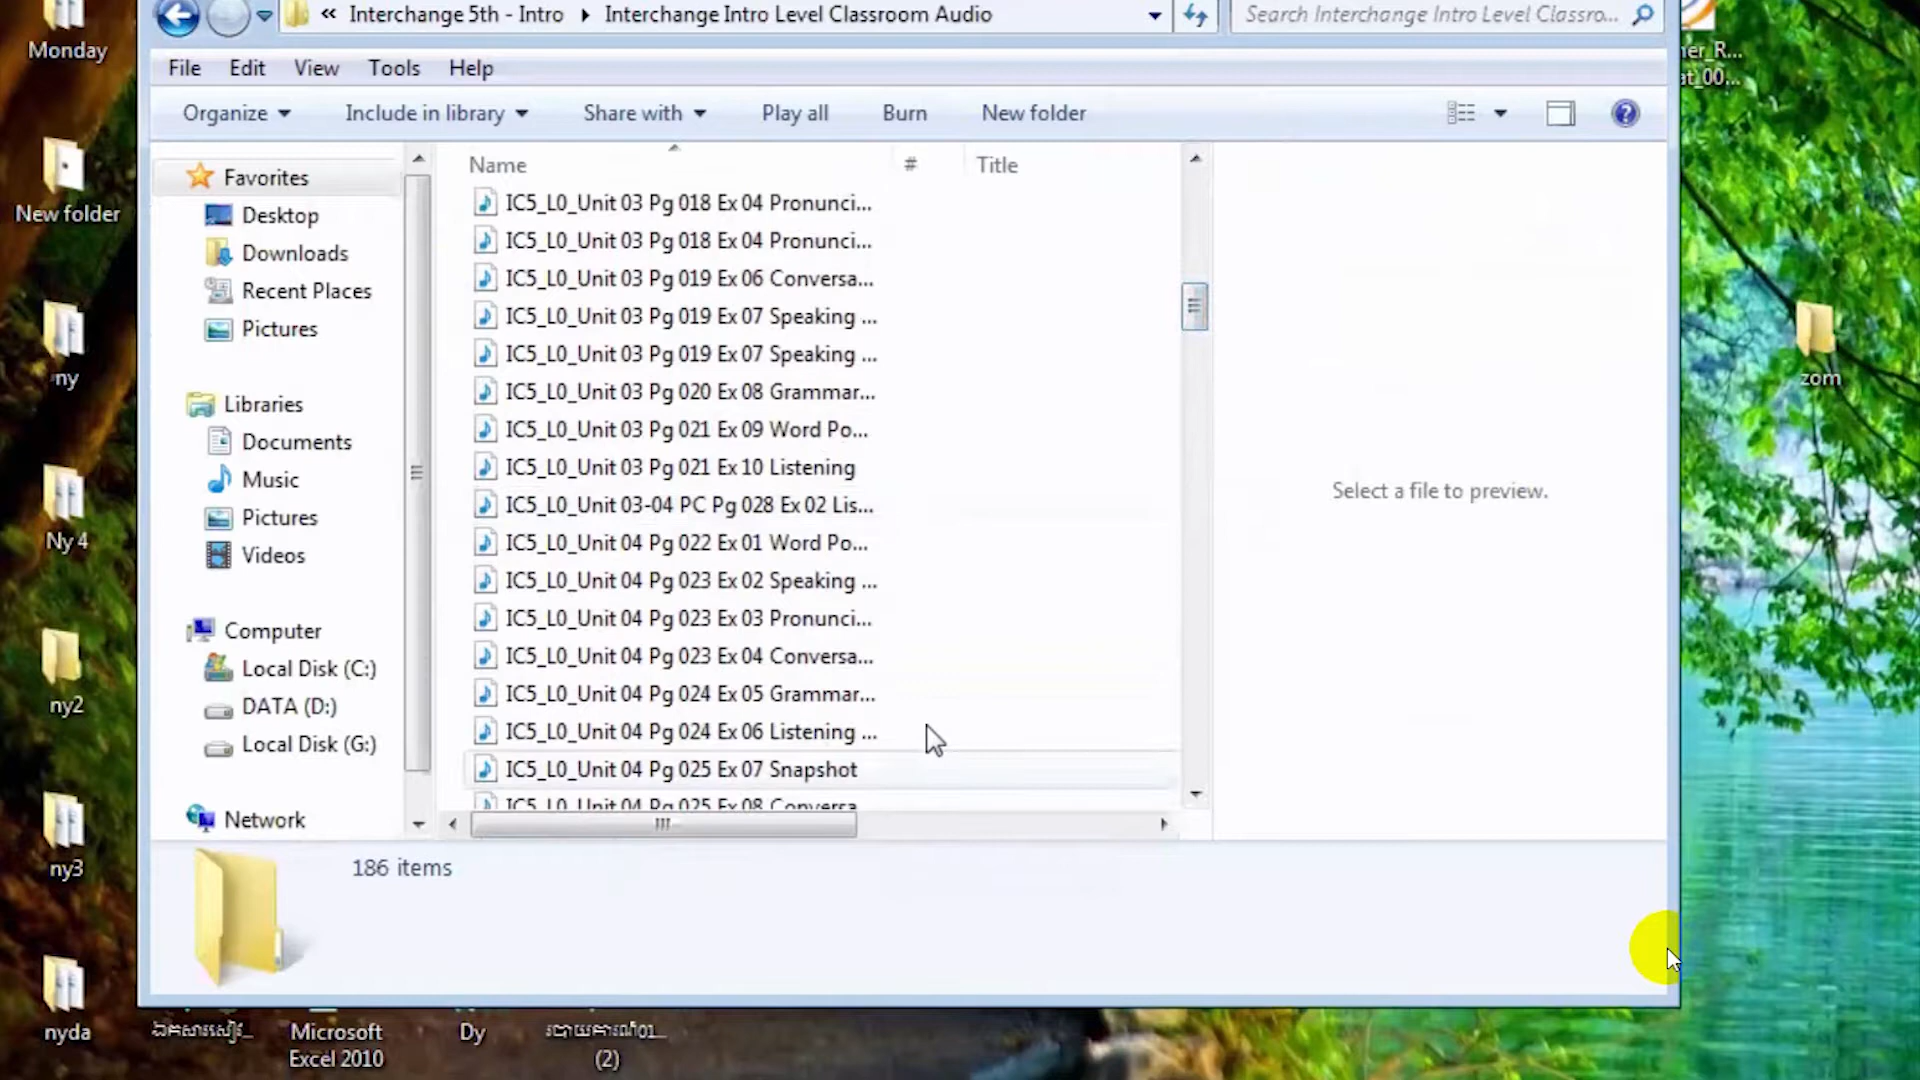 Monday
New folder
ny
Ny 4
ny2
ny3
nyda
« Interchange 5th - Intro ▸ Interchange Intro Level Classroom Audio
Search Interchange Intro Level Classro...
File Edit View Tools Help
Organize Include in library Share with Play all Burn New folder
Favorites
Desktop
Downloads
Recent Places
Pictures
Libraries
Documents
Music
Pictures
Videos
Computer
Local Disk (C:)
DATA (D:)
Local Disk (G:)
Network
Name # Title
IC5_L0_Unit 03 Pg 018 Ex 04 Pronunci...
IC5_L0_Unit 03 Pg 018 Ex 04 Pronunci...
IC5_L0_Unit 03 Pg 019 Ex 06 Conversa...
IC5_L0_Unit 03 Pg 019 Ex 07 Speaking ...
IC5_L0_Unit 03 Pg 019 Ex 07 Speaking ...
IC5_L0_Unit 03 Pg 020 Ex 08 Grammar...
IC5_L0_Unit 03 Pg 021 Ex 09 Word Po...
IC5_L0_Unit 03 Pg 021 Ex 10 Listening
IC5_L0_Unit 03-04 PC Pg 028 Ex 02 Lis...
IC5_L0_Unit 04 Pg 022 Ex 01 Word Po...
IC5_L0_Unit 04 Pg 023 Ex 02 Speaking ...
IC5_L0_Unit 04 Pg 023 Ex 03 Pronunci...
IC5_L0_Unit 04 Pg 023 Ex 04 Conversa...
IC5_L0_Unit 04 Pg 024 Ex 05 Grammar...
IC5_L0_Unit 04 Pg 024 Ex 06 Listening ...
IC5_L0_Unit 04 Pg 025 Ex 07 Snapshot
IC5_L0_Unit 04 Pg 025 Ex 08 Conversa
Select a file to preview.
186 items
zom
Microsoft
Excel 2010
Dy
(2)